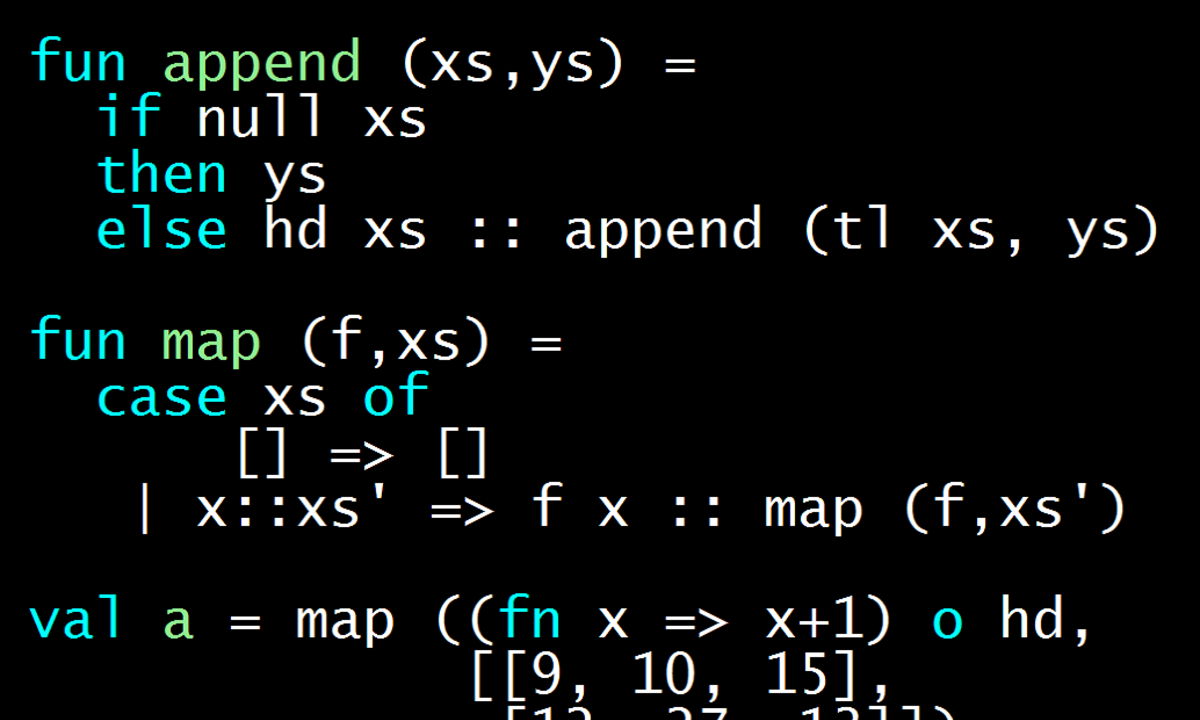 fun append (xs,ys) =
  if null xs
  then ys
  else hd xs :: append (tl xs, ys)
fun map (f,xs) =
  case xs of
      [] => []
   | x::xs' => f x :: map (f,xs')
val a = map ((fn x => x+1) o hd,
             [[9, 10, 15],